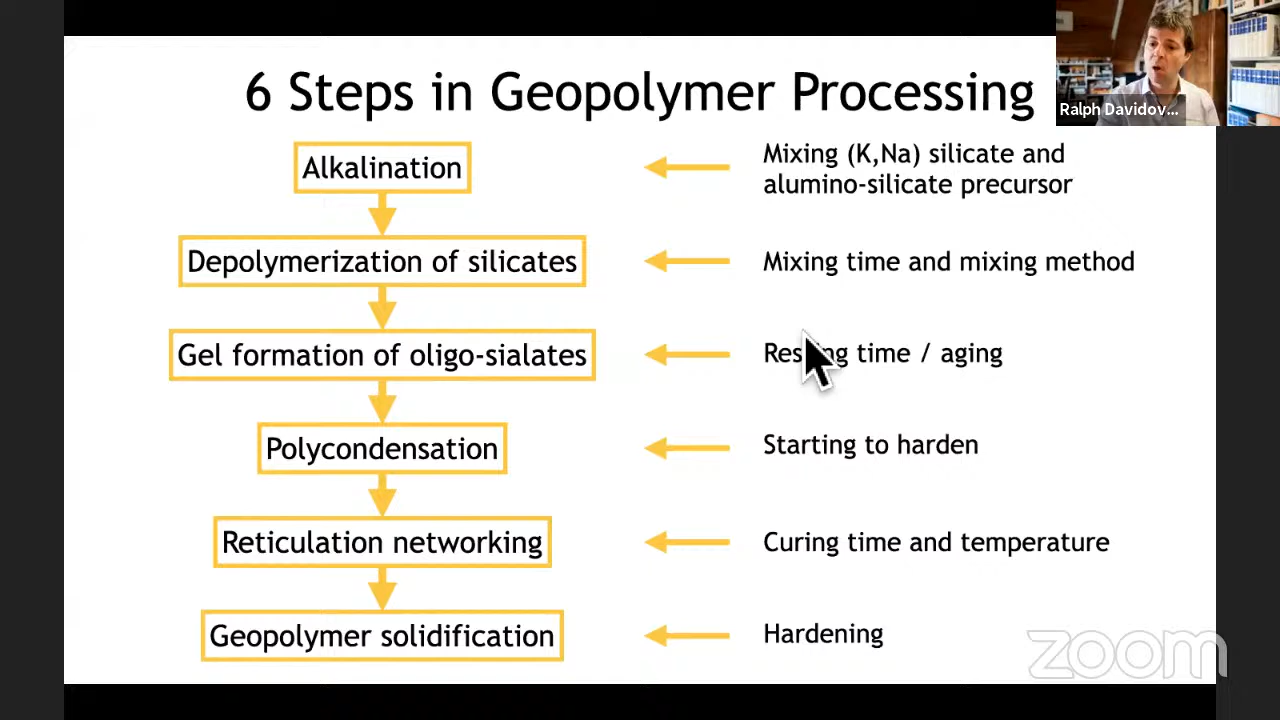 6 Steps in Geopolymer Processing
Ralph Davidov...
Alkalination
Mixing (K,Na) silicate and
alumino-silicate precursor
Depolymerization of silicates
Mixing time and mixing method
Gel formation of oligo-sialates
time / aging
Polycondensation
Starting to harden
Reticulation networking
Curing time and temperature
Geopolymer solidification
Hardening
zoom